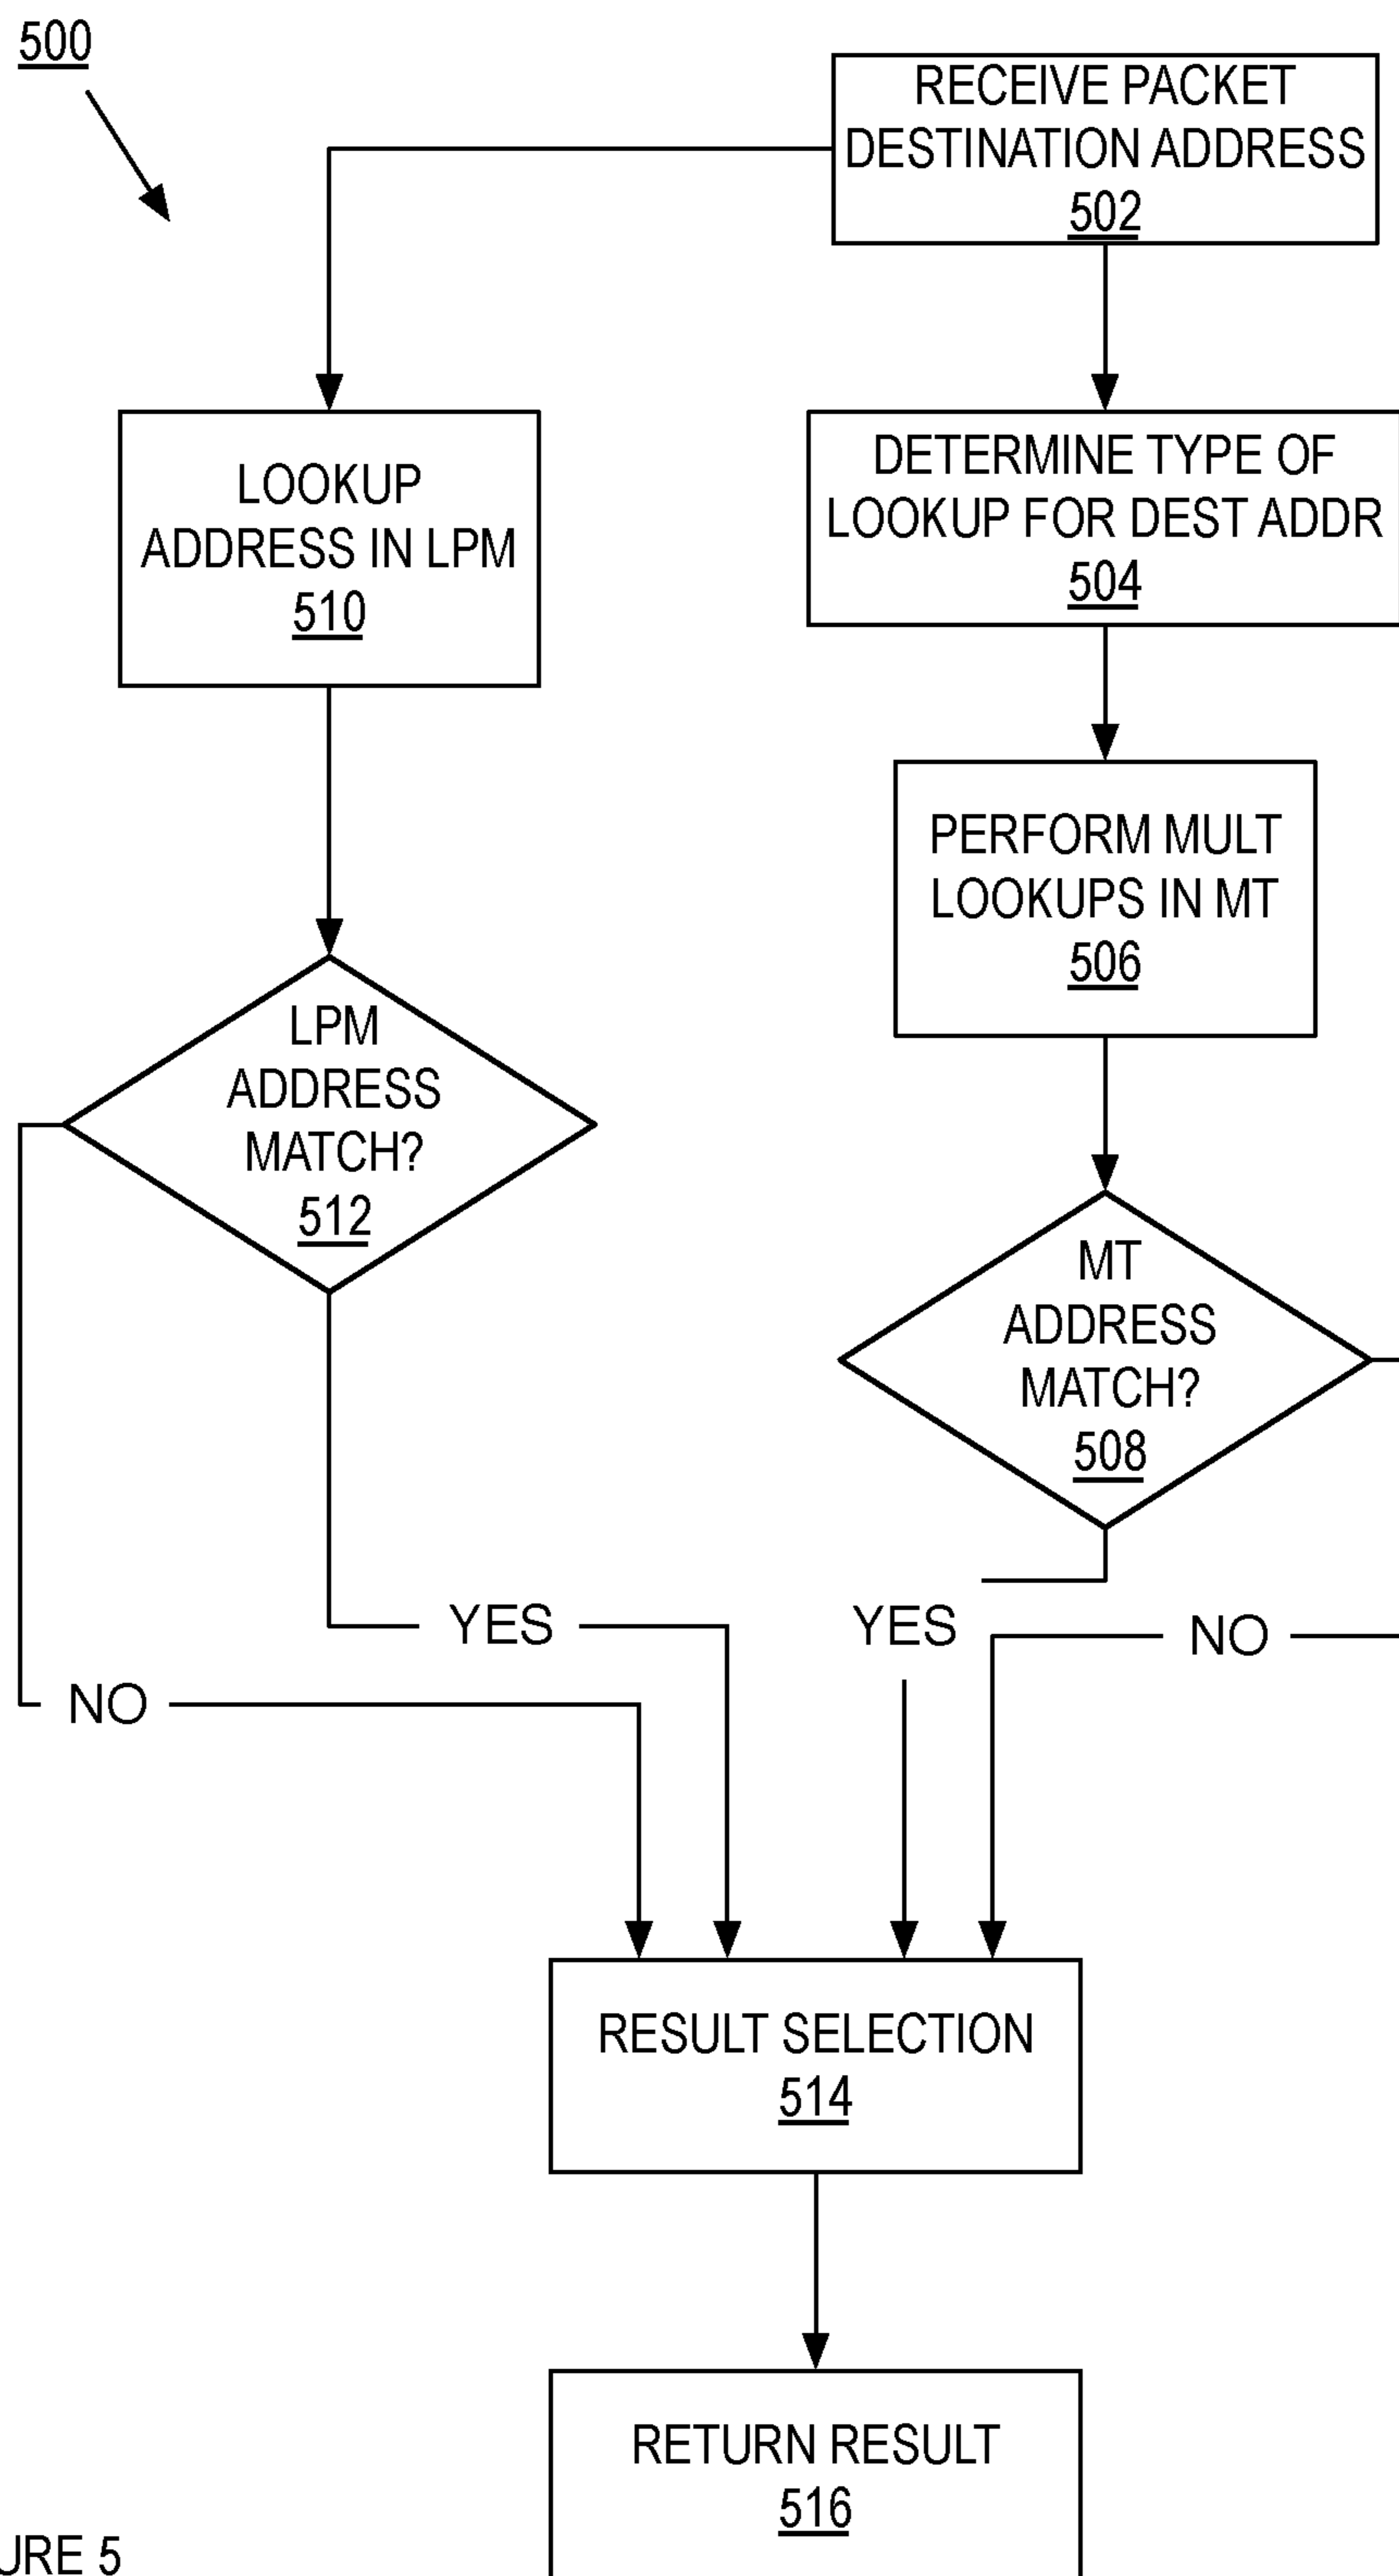 500
RECEIVE PACKET
DESTINATION ADDRESS
502
LOOKUP
ADDRESS IN LPM
510
DETERMINE TYPE OF
LOOKUP FOR DEST ADDR
504
PERFORM MULT
LOOKUPS IN MT
506
LPM
ADDRESS
MATCH?
512
MT
ADDRESS
MATCH?
508
YES
NO
YES
NO
RESULT SELECTION
514
RETURN RESULT
516
URE 5